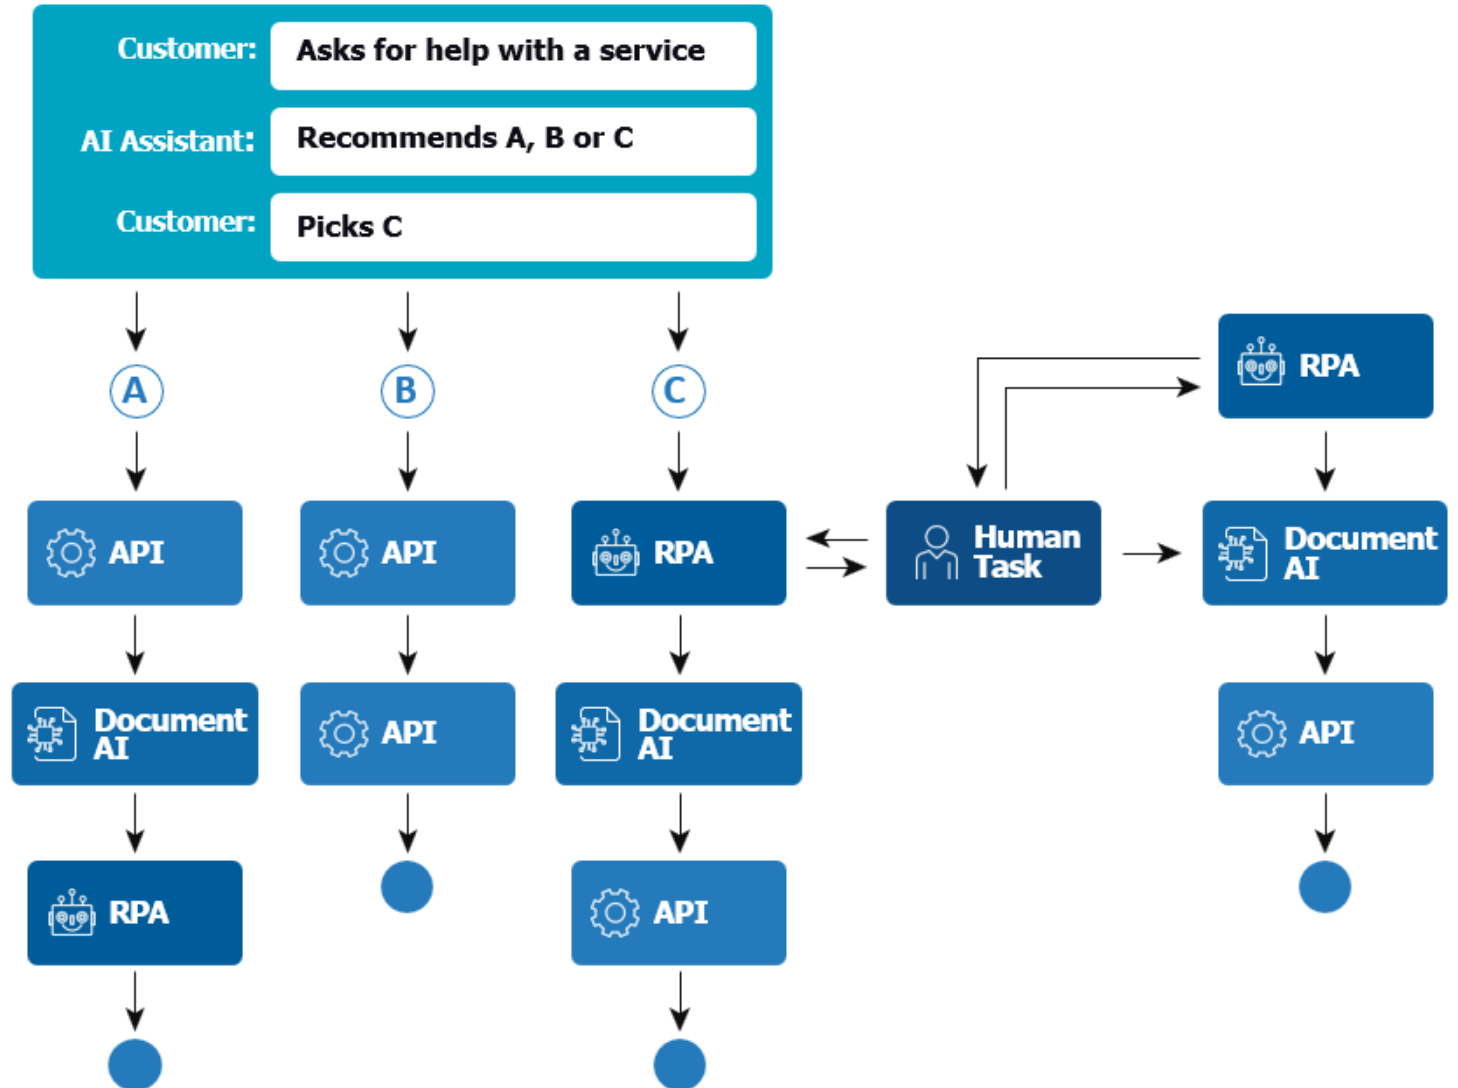 Customer: Asks for help with a service
AI Assistant: Recommends A, B or C
Customer: Picks C
A
B
C
RPA
API
API
RPA
Human
Task
Document
AI
Document
AI
API
Document
AI
API
RPA
API